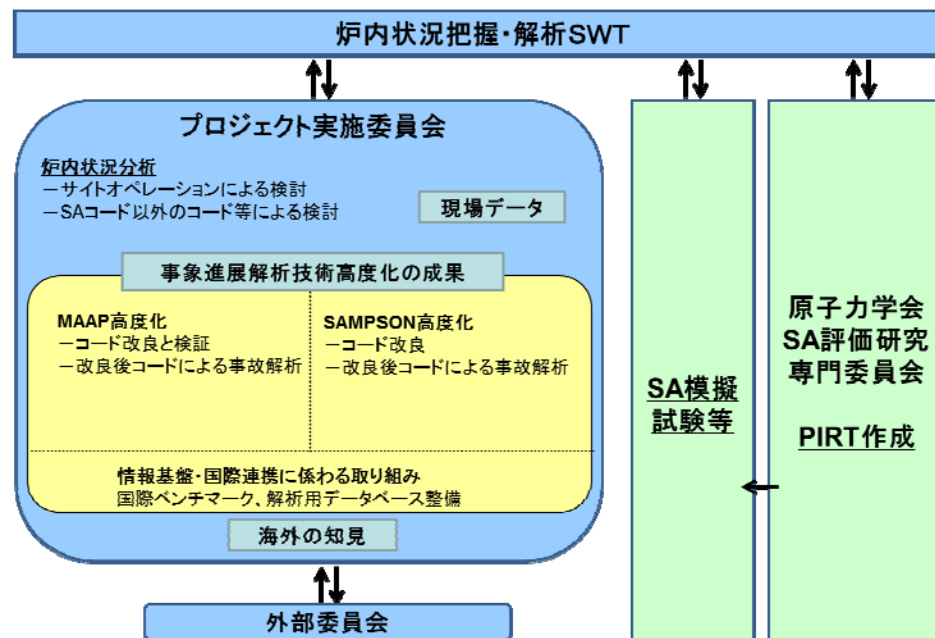 炉内状況把握・解析SWT
プロジェクト実施委員会
炉内状況分析
－サイトオペレーションによる検討
－SAコード以外のコード等による検討
現場データ
事象進展解析技術高度化の成果
MAAP高度化
－コード改良と検証
－改良後コードによる事故解析
SAMPSON高度化
－コード改良
－改良後コードによる事故解析
情報基盤・国際連携に係わる取り組み
国際ベンチマーク、解析用データベース整備
海外の知見
外部委員会
SA模擬
試験等
原子力学会
SA評価研究
専門委員会
PIRT作成